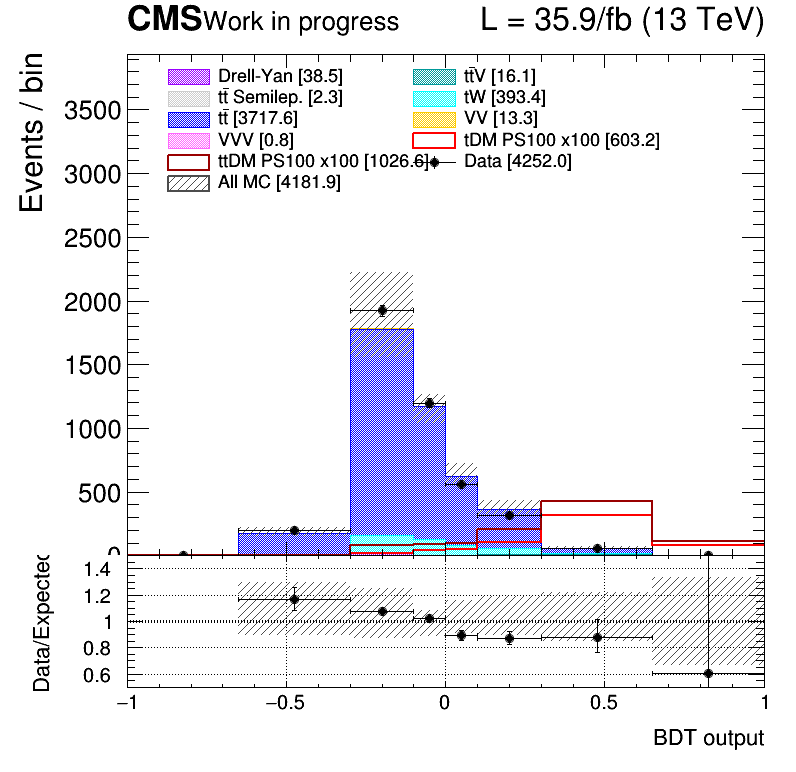 CMS Work in progress L = 35.9/fb (13 TeV)
Events / bin
3500
3000
2500
2000
1500
1000
500
0
Drell-Yan [38.5]
tt̄ Semilep. [2.3]
tt̄ [3717.6]
VVV [0.8]
ttDM PS100 x100 [1026.6]
All MC [4181.9]
tt̄V [16.1]
tW [393.4]
VV [13.3]
tDM PS100 x100 [603.2]
Data [4252.0]
Data/Expected
1.4
1.2
1
0.8
0.6
−1 −0.5 0 0.5 1
BDT output